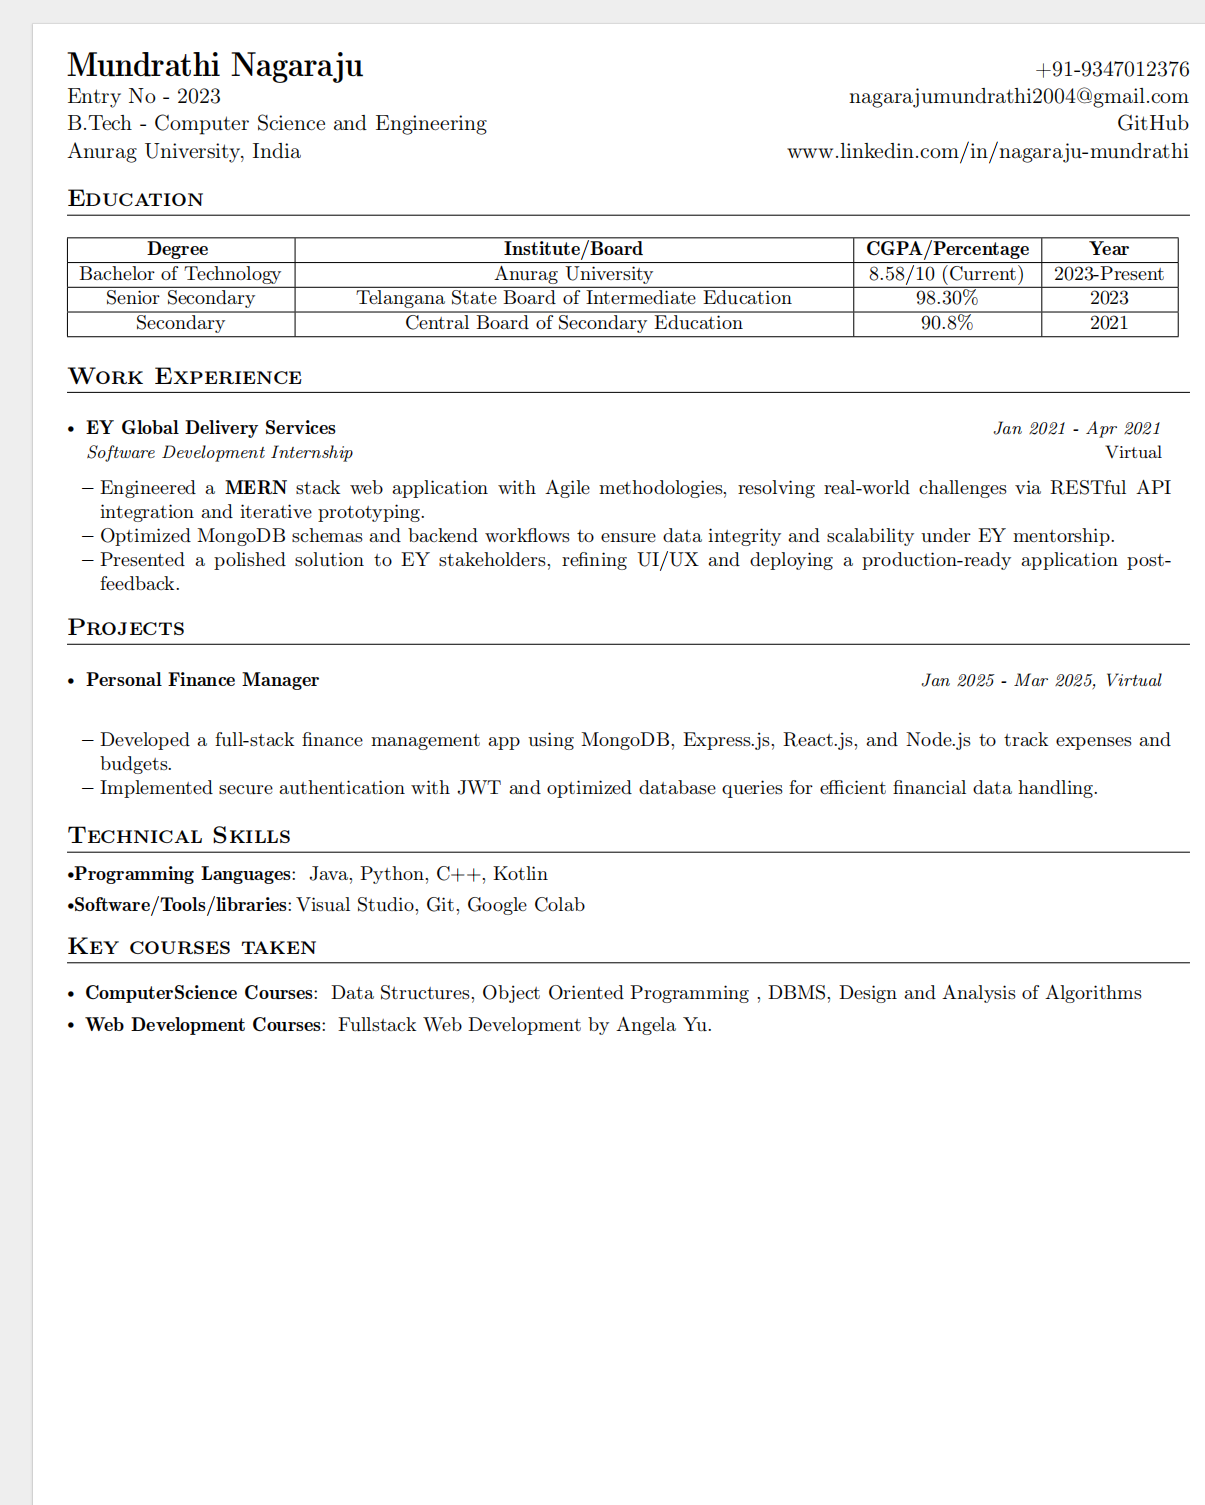 Mundrathi Nagaraju
+91-9347012376
Entry No - 2023
nagarajumundrathi2004@gmail.com
B.Tech - Computer Science and Engineering
GitHub
Anurag University, India
www.linkedin.com/in/nagaraju-mundrathi
Education
Degree Institute/Board CGPA/Percentage Year
Bachelor of Technology Anurag University 8.58/10 (Current) 2023-Present
Senior Secondary Telangana State Board of Intermediate Education 98.30% 2023
Secondary Central Board of Secondary Education 90.8% 2021
Work Experience
• EY Global Delivery Services Jan 2021 - Apr 2021
Software Development Internship Virtual
– Engineered a MERN stack web application with Agile methodologies, resolving real-world challenges via RESTful API
integration and iterative prototyping.
– Optimized MongoDB schemas and backend workflows to ensure data integrity and scalability under EY mentorship.
– Presented a polished solution to EY stakeholders, refining UI/UX and deploying a production-ready application post-
feedback.
Projects
• Personal Finance Manager Jan 2025 - Mar 2025, Virtual
– Developed a full-stack finance management app using MongoDB, Express.js, React.js, and Node.js to track expenses and
budgets.
– Implemented secure authentication with JWT and optimized database queries for efficient financial data handling.
Technical Skills
•Programming Languages: Java, Python, C++, Kotlin
•Software/Tools/libraries: Visual Studio, Git, Google Colab
Key courses taken
• ComputerScience Courses: Data Structures, Object Oriented Programming , DBMS, Design and Analysis of Algorithms
• Web Development Courses: Fullstack Web Development by Angela Yu.